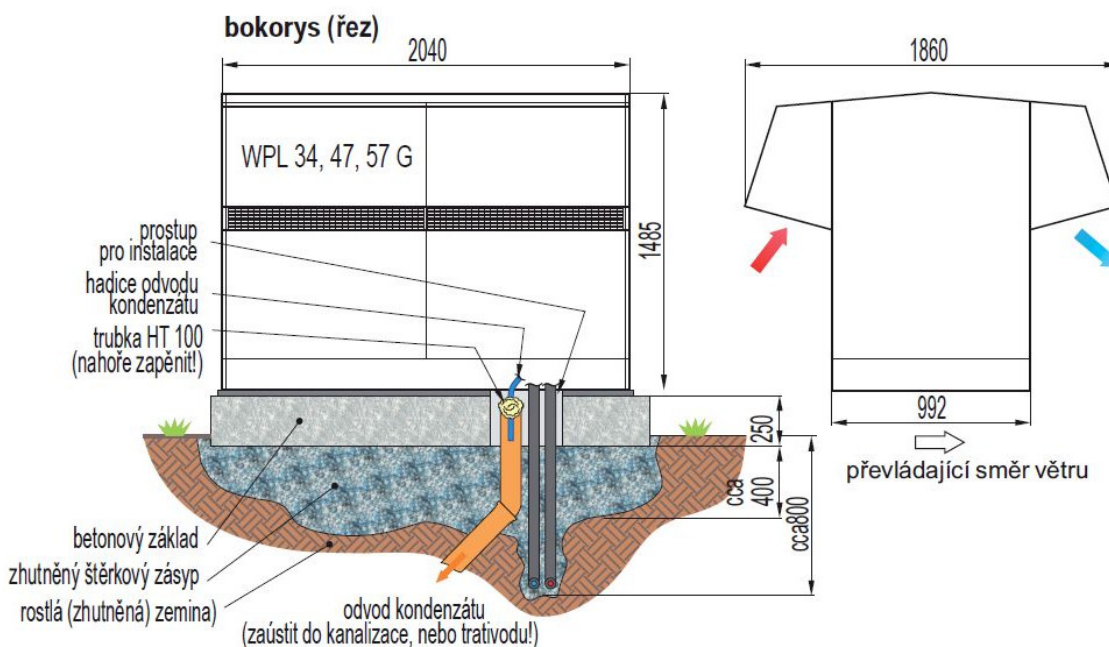 bokorys (řez)
2040
1860
WPL 34, 47, 57 G
prostup
pro instalace
hadice odvodu
kondenzátu
trubka HT 100
(nahoře zapěnit!)
1485
992
250
cca
400
cca800
převládající směr větru
betonový základ
zhutněný štěrkový zásyp
rostlá (zhutněná) zemina)
odvod kondenzátu
(zaústit do kanalizace, nebo trativodu!)